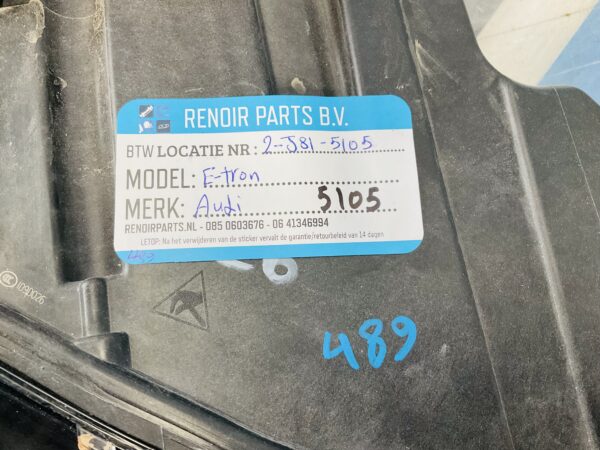 RENOIR PARTS B.V.
BTW LOCATIE NR: 2-J81-5105
MODEL: E-tron
MERK: Audi 5105
RENOIRPARTS.NL - 085 0603676 - 06 41346994
LETOP: Na het verwijderen van de sticker vervalt de garantie/retourbeleid van 14 dagen
489
489